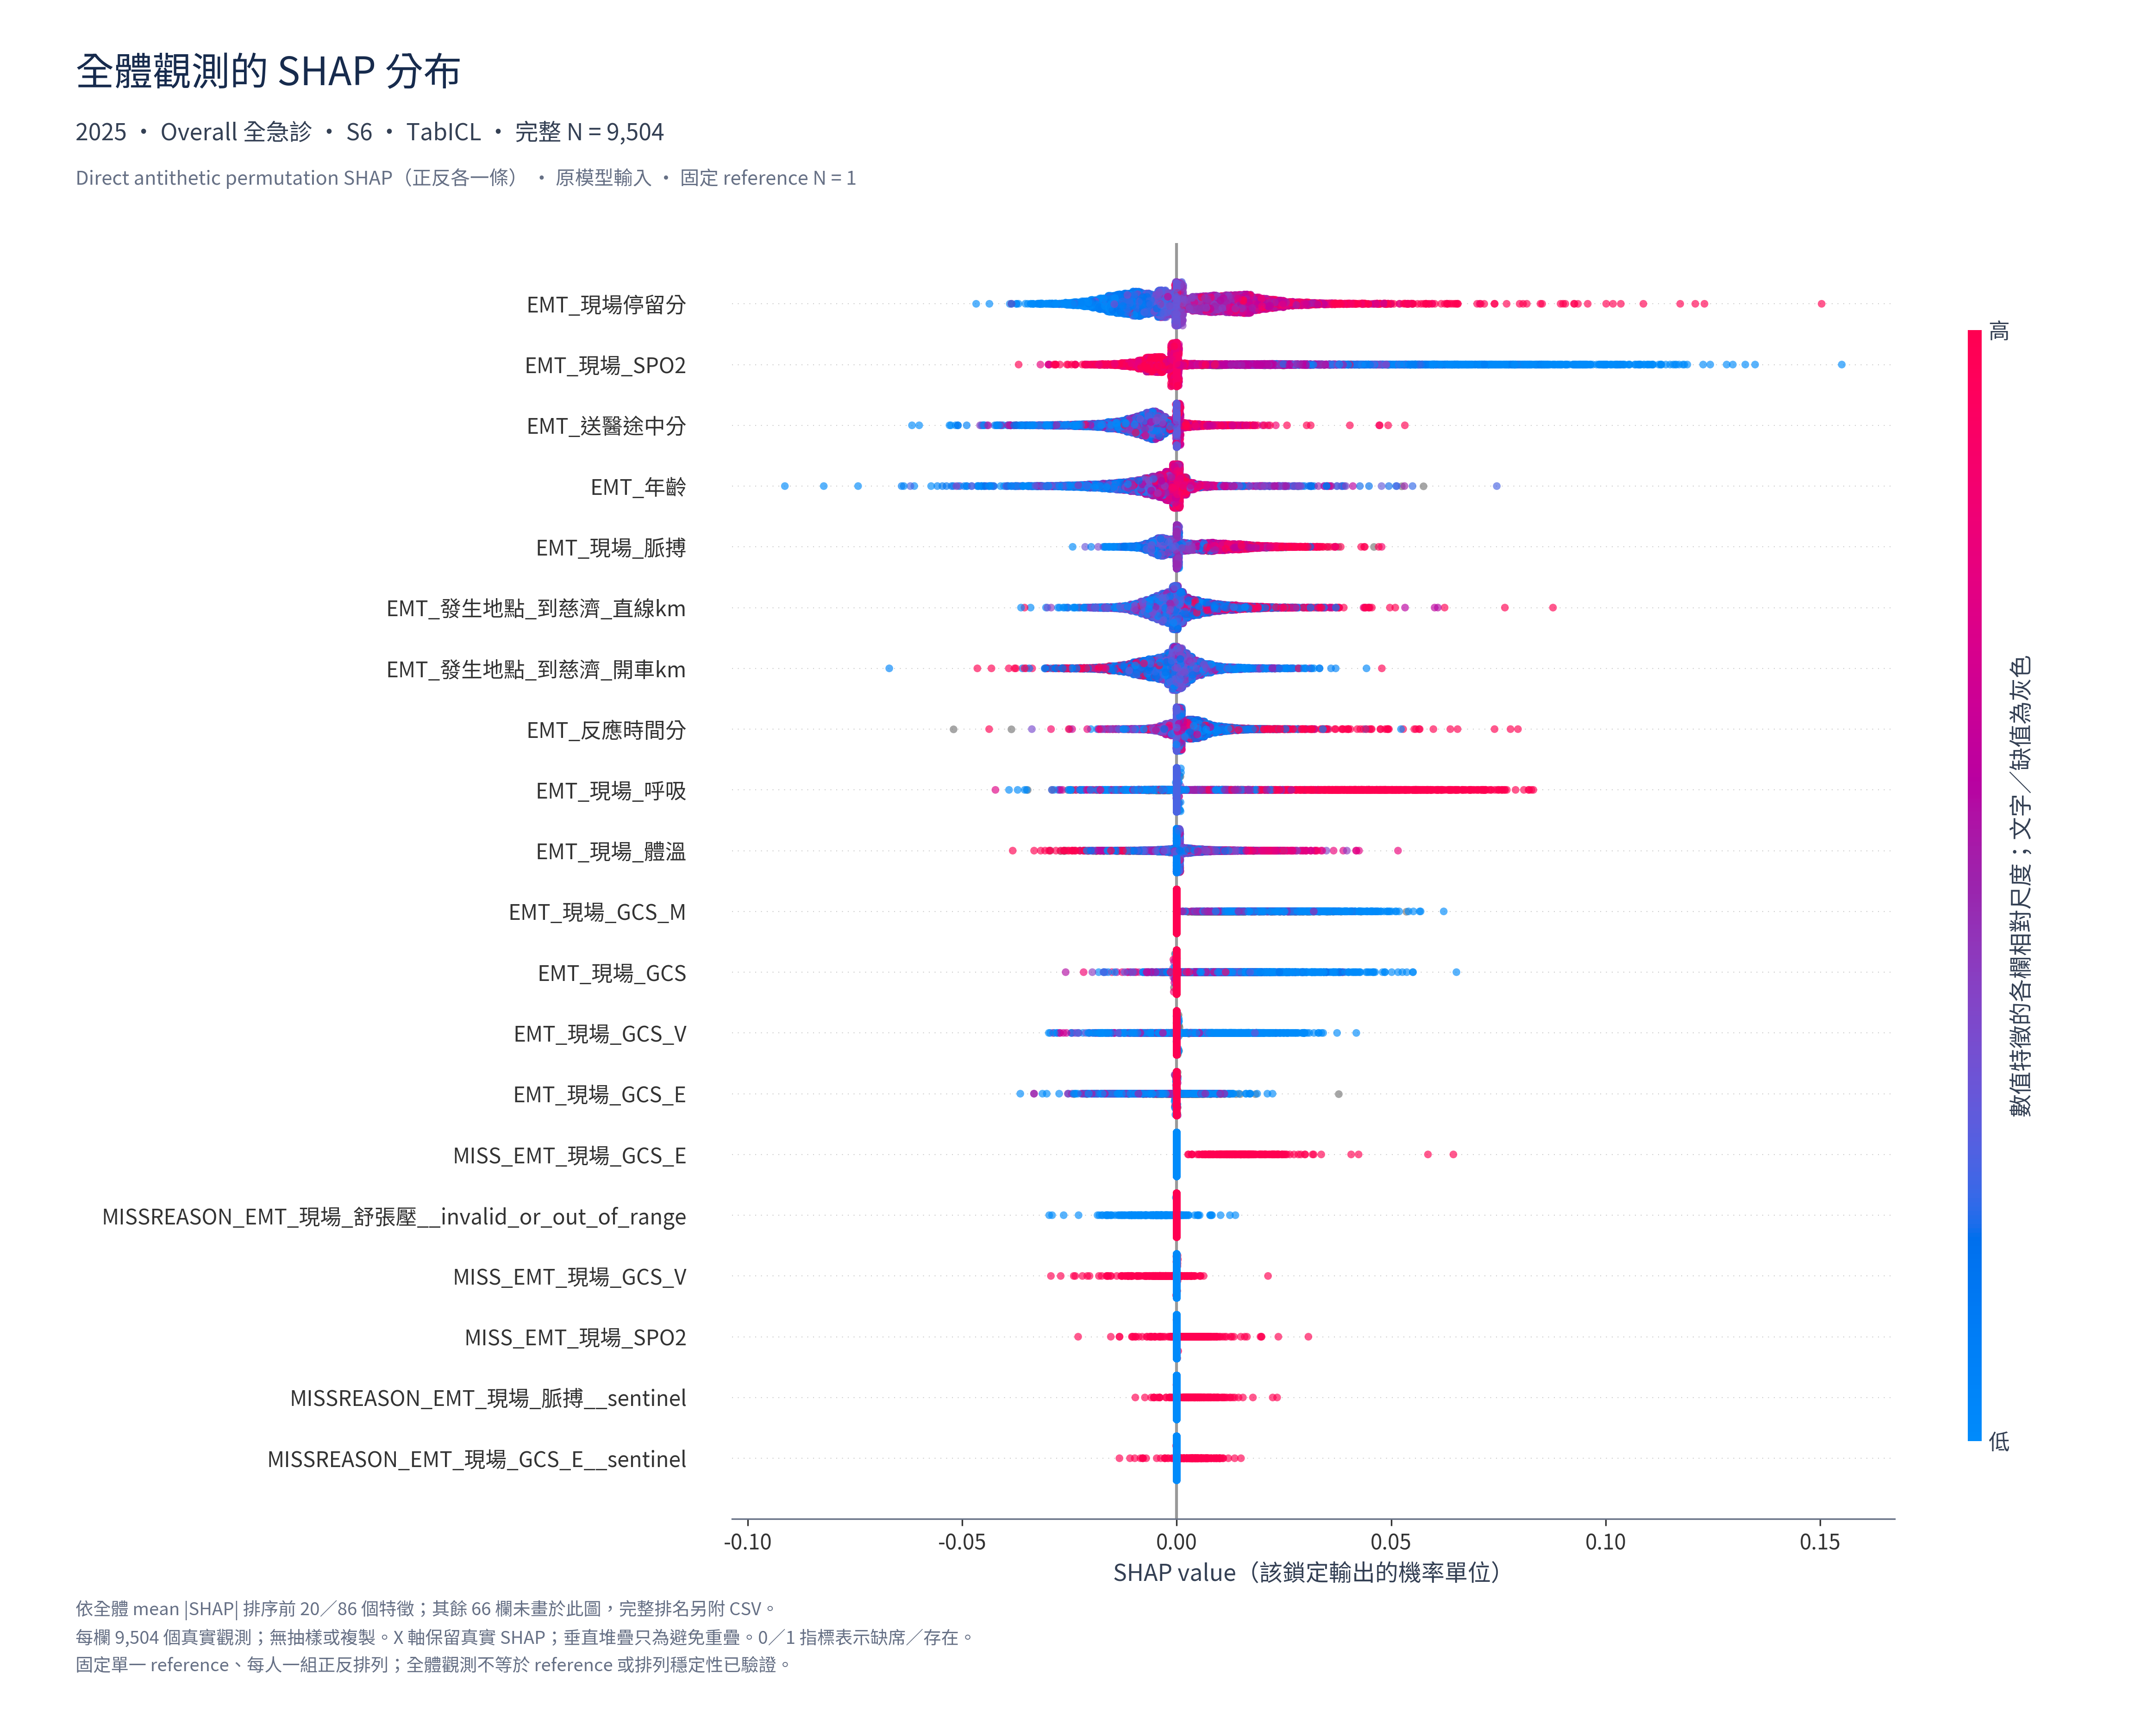 全體觀測的 SHAP 分布
2025 · Overall 全急診 · S6 · TabICL · 完整 N = 9,504
Direct antithetic permutation SHAP（正反各一條） · 原模型輸入 · 固定 reference N = 1
EMT_現場停留分
EMT_現場_SPO2
EMT_送醫途中分
EMT_年齡
EMT_現場_脈搏
EMT_發生地點_到慈濟_直線km
EMT_發生地點_到慈濟_開車km
EMT_反應時間分
EMT_現場_呼吸
EMT_現場_體溫
EMT_現場_GCS_M
EMT_現場_GCS
EMT_現場_GCS_V
EMT_現場_GCS_E
MISS_EMT_現場_GCS_E
MISSREASON_EMT_現場_舒張壓__invalid_or_out_of_range
MISS_EMT_現場_GCS_V
MISS_EMT_現場_SPO2
MISSREASON_EMT_現場_脈搏__sentinel
MISSREASON_EMT_現場_GCS_E__sentinel
高
數值特徵的各欄相對尺度；文字／缺值為灰色
低
-0.10 -0.05 0.00 0.05 0.10 0.15
SHAP value（該鎖定輸出的機率單位）
依全體 mean |SHAP| 排序前 20／86 個特徵；其餘 66 欄未畫於此圖，完整排名另附 CSV。
每欄 9,504 個真實觀測；無抽樣或複製。X 軸保留真實 SHAP；垂直堆疊只為避免重疊。0／1 指標表示缺席／存在。
固定單一 reference、每人一組正反排列；全體觀測不等於 reference 或排列穩定性已驗證。